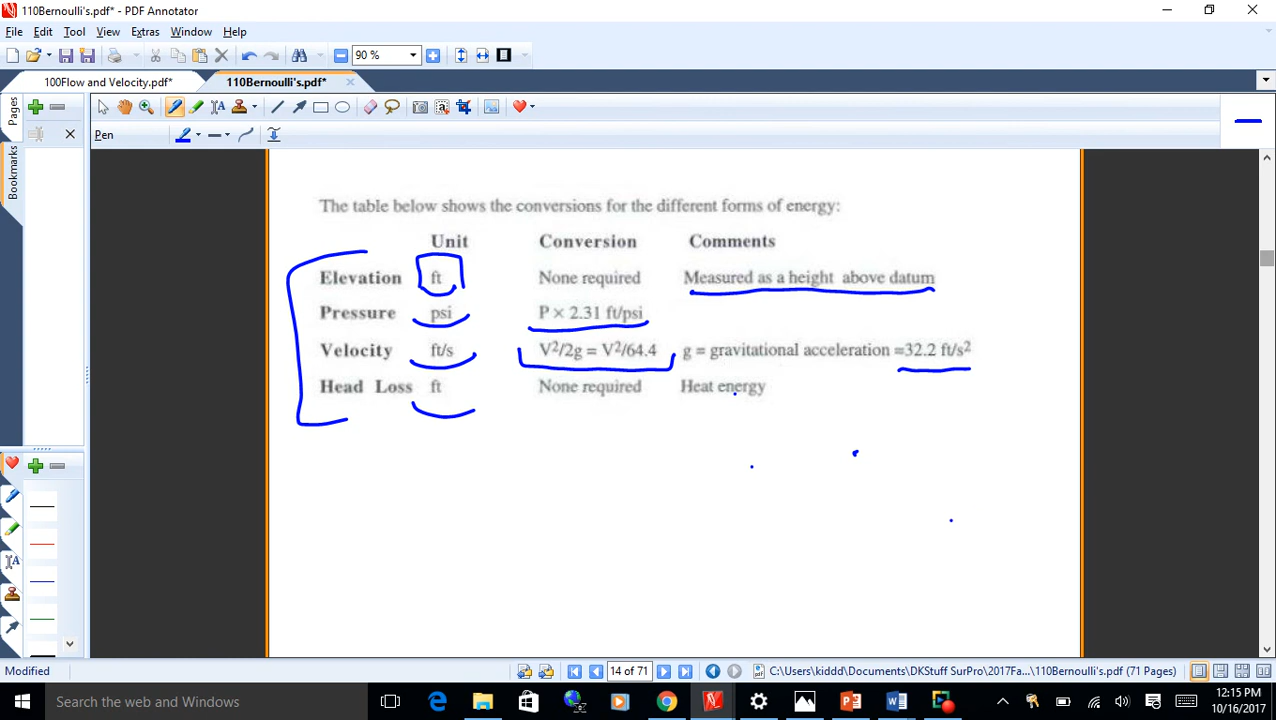 110Bernoulli's.pdf* - PDF Annotator
File Edit Tool View Extras Window Help
90 %
100Flow and Velocity.pdf* 110Bernoulli's.pdf*
Pages
Bookmarks
Pen
The table below shows the conversions for the different forms of energy:
Unit Conversion Comments
Elevation ft None required Measured as a height above datum
Pressure psi P × 2.31 ft/psi
Velocity ft/s V²/2g = V²/64.4 g = gravitational acceleration =32.2 ft/s²
Head Loss ft None required Heat energy
Modified 14 of 71 C:\Users\kiddd\Documents\DKStuff SurPro\2017Fa...\110Bernoulli's.pdf (71 Pages)
Search the web and Windows
12:15 PM
10/16/2017